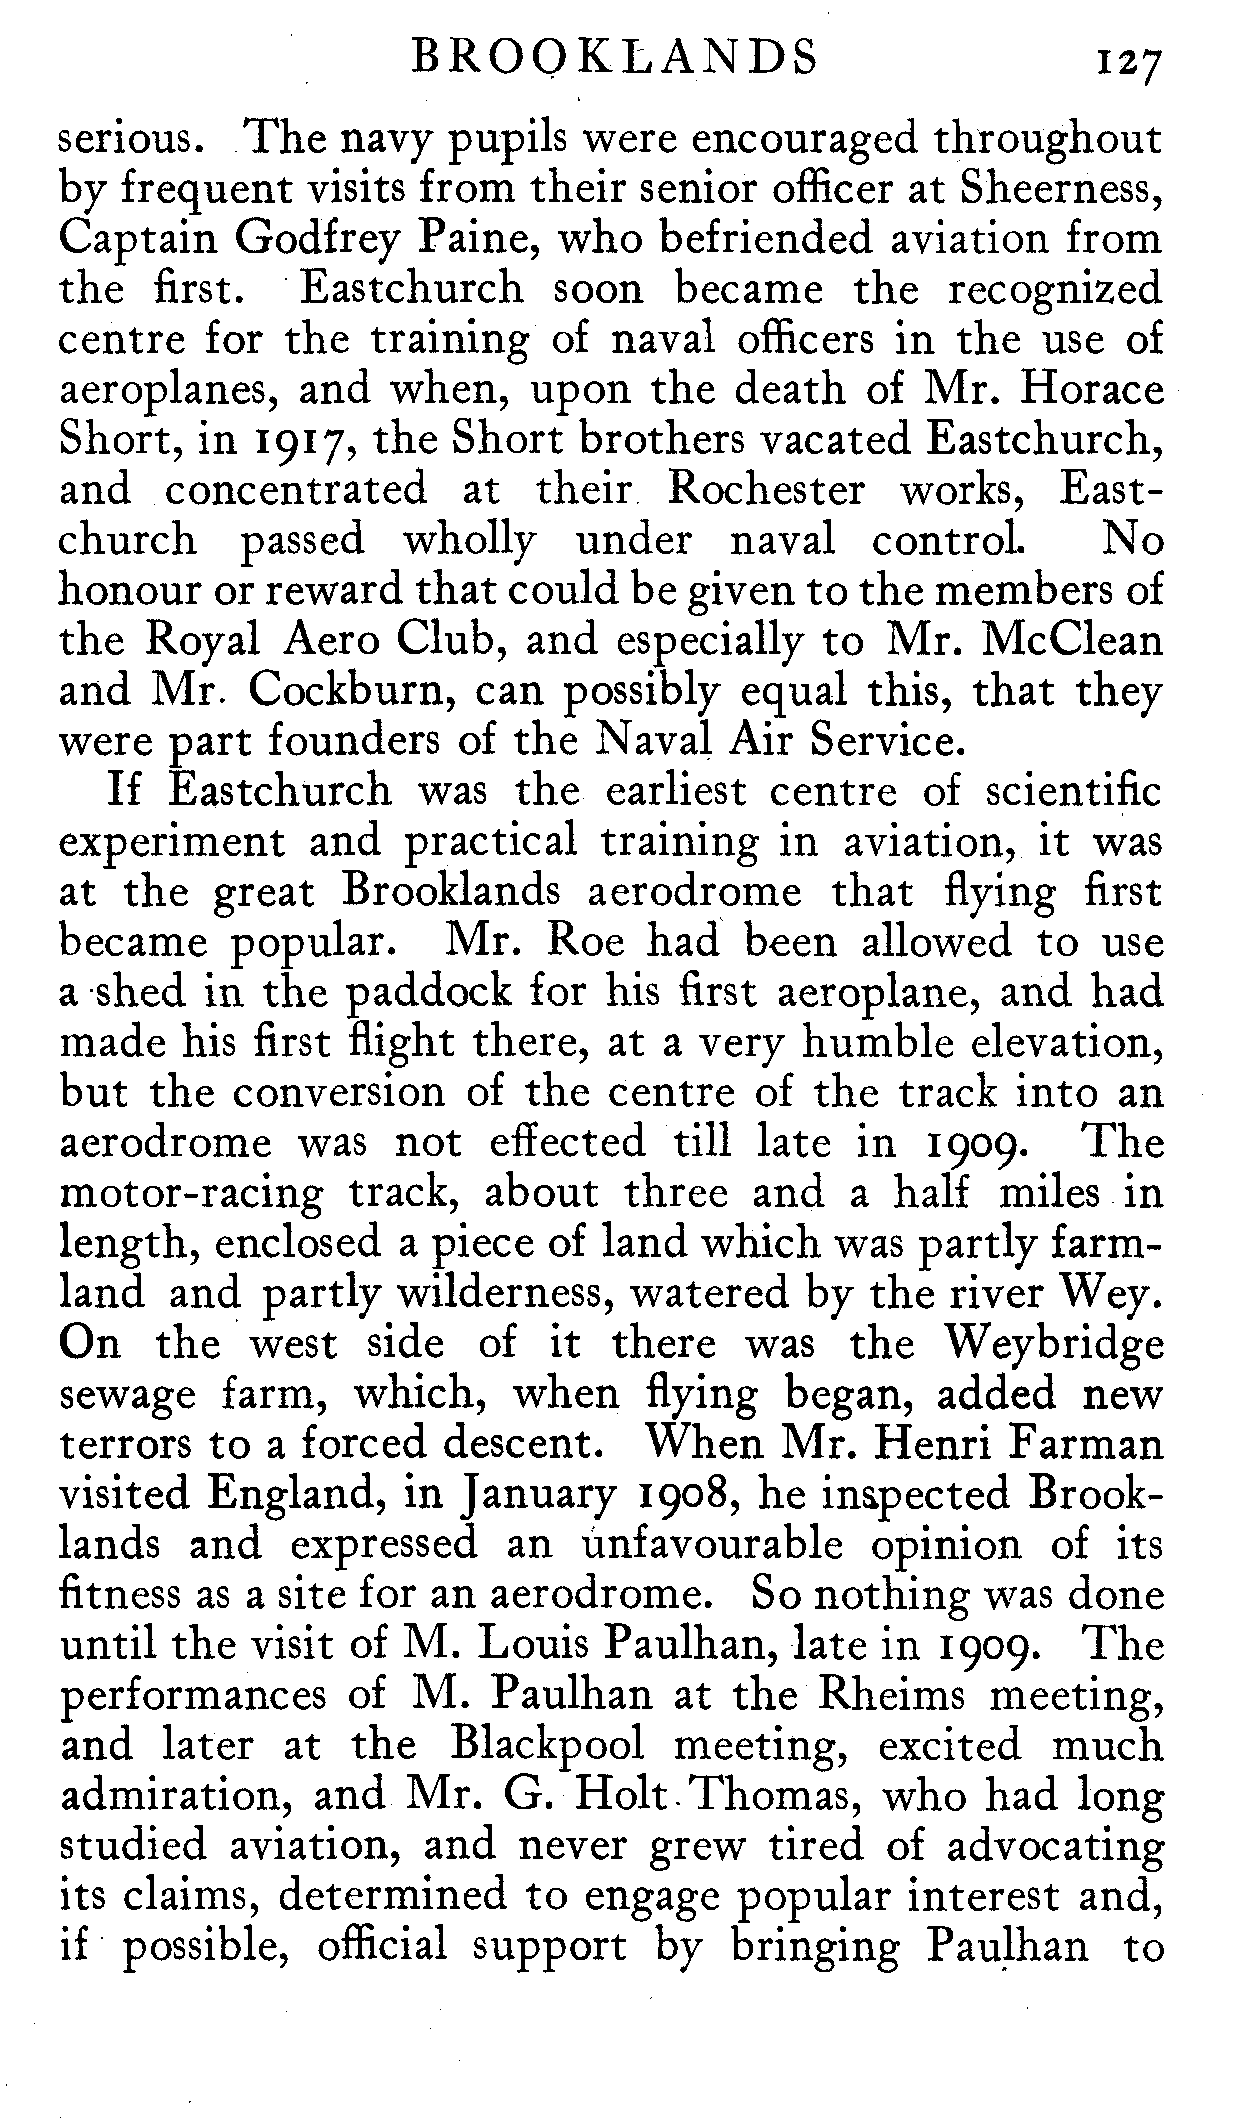 BROOKLANDS 127
serious. The navy pupils were encouraged throughout
by frequent visits from their senior officer at Sheerness,
Captain Godfrey Paine, who befriended aviation from
the first. Eastchurch soon became the recognized
centre for the training of naval officers in the use of
aeroplanes, and when, upon the death of Mr. Horace
Short, in 1917, the Short brothers vacated Eastchurch,
and concentrated at their Rochester works, East-
church passed wholly under naval control. No
honour or reward that could be given to the members of
the Royal Aero Club, and especially to Mr. McClean
and Mr. Cockburn, can possibly equal this, that they
were part founders of the Naval Air Service.
If Eastchurch was the earliest centre of scientific
experiment and practical training in aviation, it was
at the great Brooklands aerodrome that flying first
became popular. Mr. Roe had been allowed to use
a shed in the paddock for his first aeroplane, and had
made his first flight there, at a very humble elevation,
but the conversion of the centre of the track into an
aerodrome was not effected till late in 1909. The
motor-racing track, about three and a half miles in
length, enclosed a piece of land which was partly farm-
land and partly wilderness, watered by the river Wey.
On the west side of it there was the Weybridge
sewage farm, which, when flying began, added new
terrors to a forced descent. When Mr. Henri Farman
visited England, in January 1908, he inspected Brook-
lands and expressed an unfavourable opinion of its
fitness as a site for an aerodrome. So nothing was done
until the visit of M. Louis Paulhan, late in 1909. The
performances of M. Paulhan at the Rheims meeting,
and later at the Blackpool meeting, excited much
admiration, and Mr. G. Holt Thomas, who had long
studied aviation, and never grew tired of advocating
its claims, determined to engage popular interest and,
if possible, official support by bringing Paulhan to